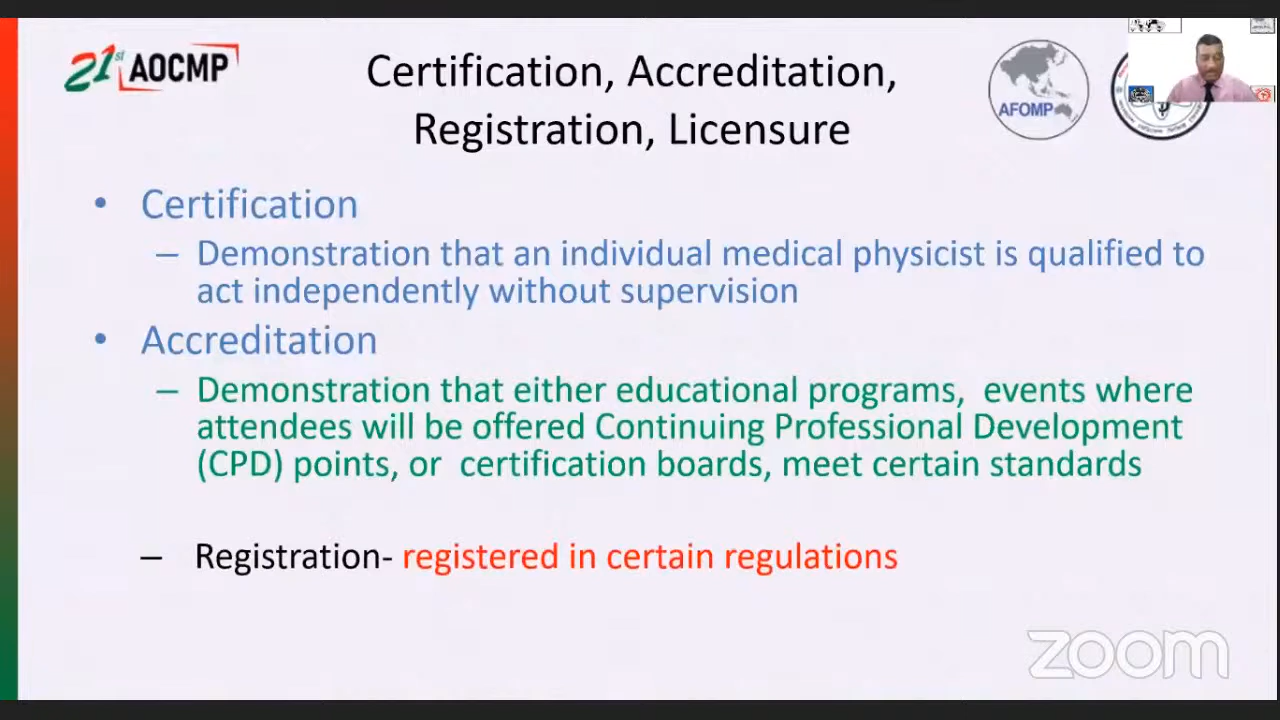 21st AOCMP
Certification, Accreditation,
Registration, Licensure
AFOMP
• Certification
– Demonstration that an individual medical physicist is qualified to
act independently without supervision
• Accreditation
– Demonstration that either educational programs,  events where
attendees will be offered Continuing Professional Development
(CPD) points, or  certification boards, meet certain standards
– Registration- registered in certain regulations
zoom